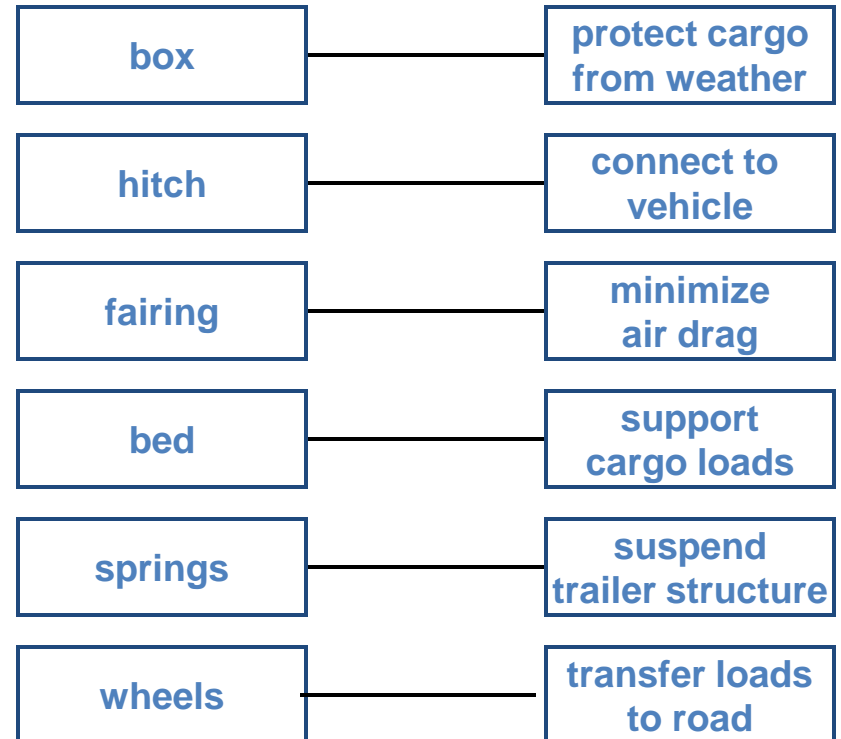 box
protect cargo
from weather
hitch
connect to
vehicle
fairing
minimize
air drag
bed
support
cargo loads
springs
suspend
trailer structure
wheels
transfer loads
to road